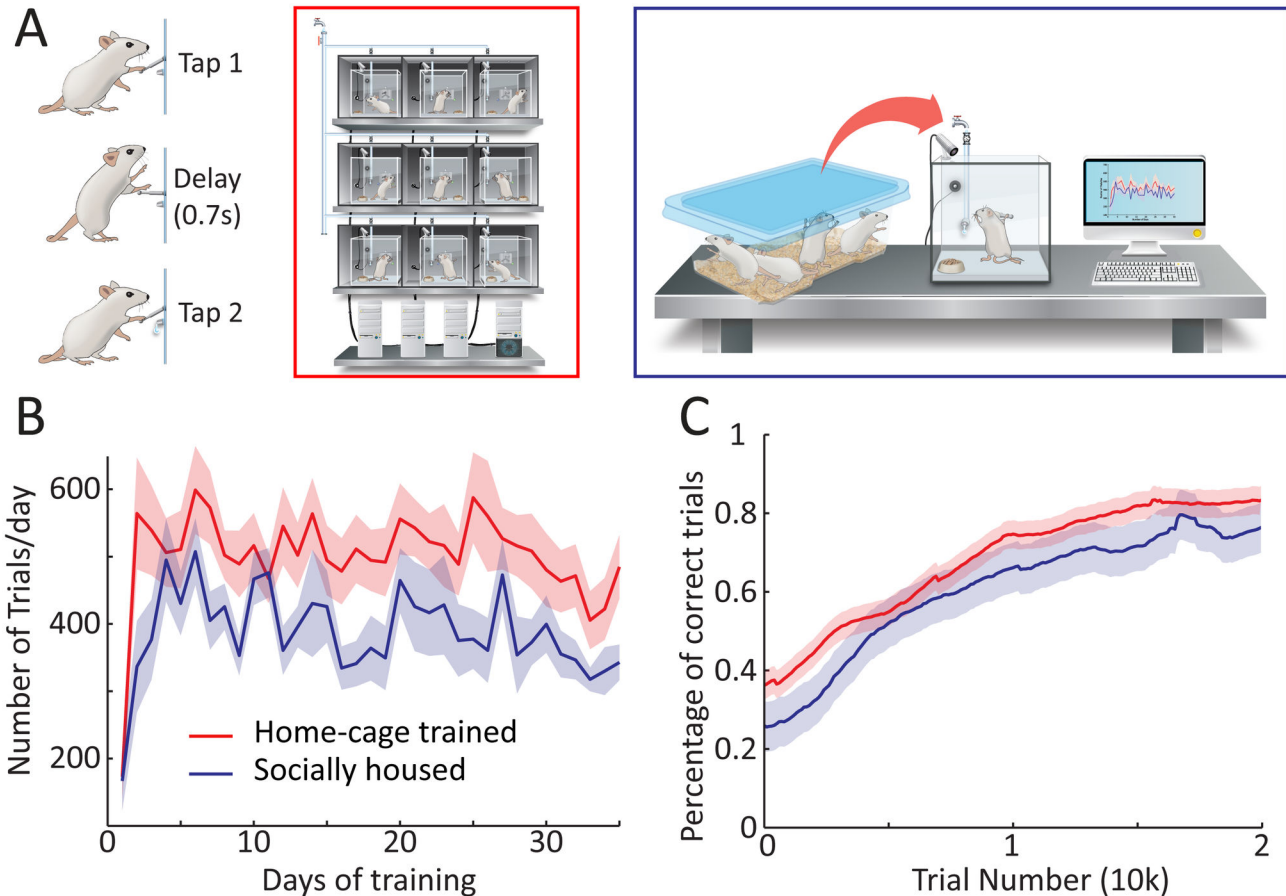 A
Tap 1
Delay
(0.7s)
Tap 2
B
Number of Trials/day
600
400
200
0
10
20
30
Days of training
Home-cage trained
Socially housed
C
Percentage of correct trials
1
0.8
0.6
0.4
0.2
0
0
1
2
Trial Number (10k)